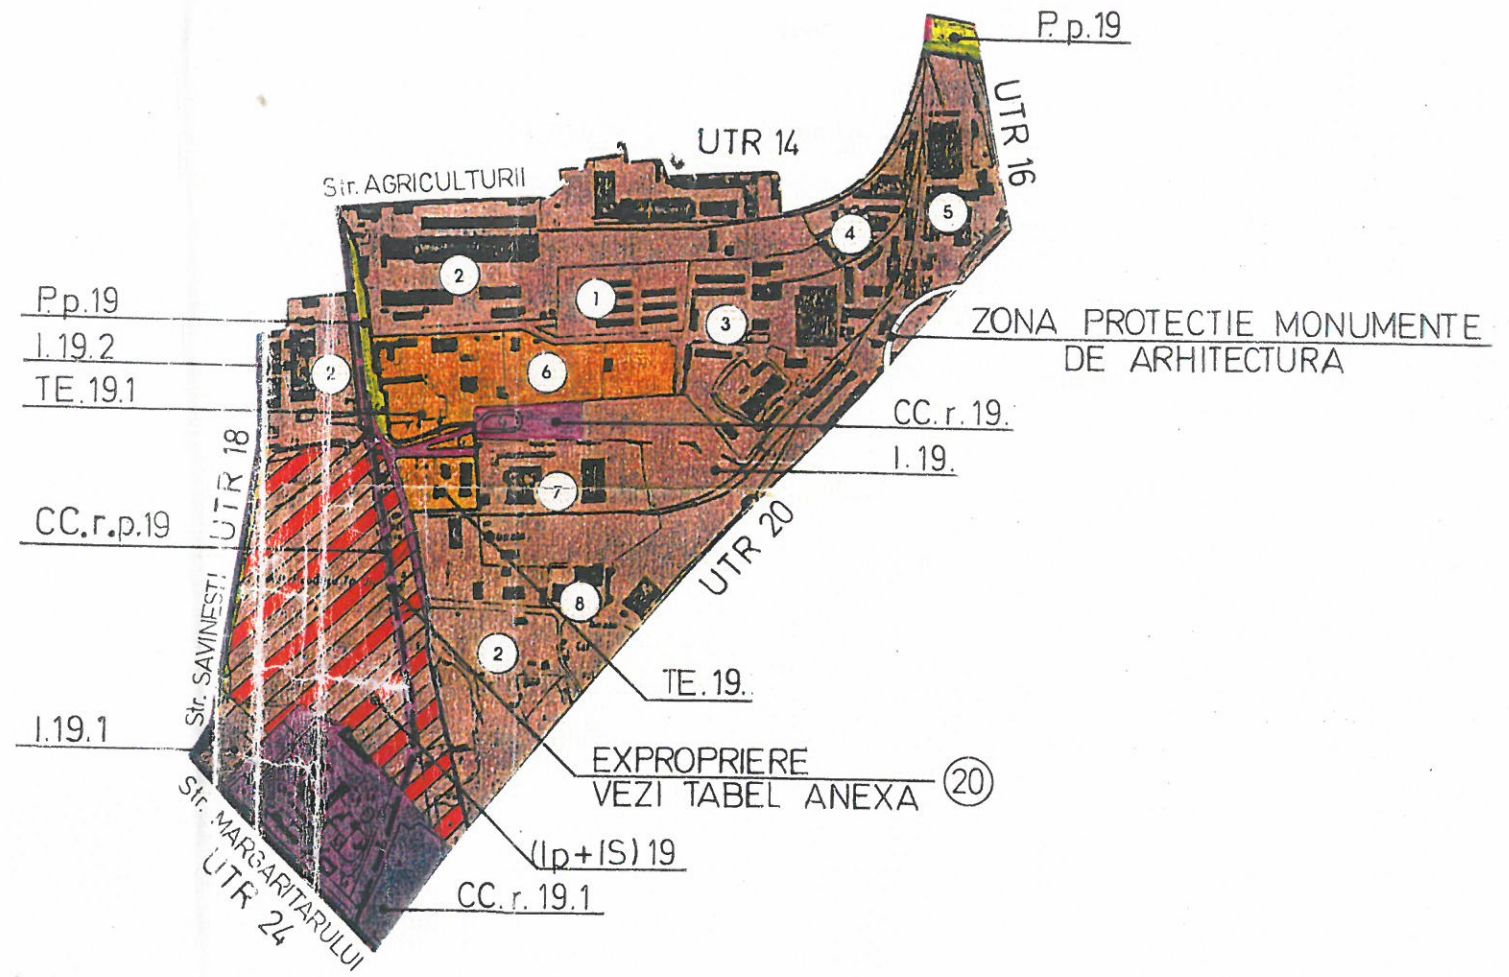 P.p.19
UTR 16
UTR 14
Str. AGRICULTURII
5
4
2
1
3
P.p.19
I.19.2
TE.19.1
2
6
ZONA PROTECTIE MONUMENTE
DE ARHITECTURA
CC.r.19.
I.19.
UTR 18
7
CC.r.p.19
UTR 20
8
2
Str. SAVINESTI
TE.19.
I.19.1
EXPROPRIERE
VEZI TABEL ANEXA
20
Str. MARGARITARULUI
UTR 24
(Ip+IS)19
CC.r.19.1